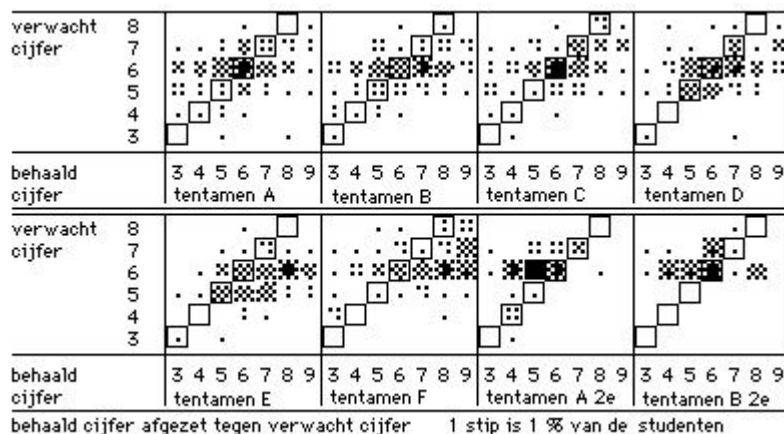 verwacht 8
cijfer 7
6
5
4
3
behaald 3 4 5 6 7 8 9 3 4 5 6 7 8 9 3 4 5 6 7 8 9 3 4 5 6 7 8 9
cijfer tentamen A tentamen B tentamen C tentamen D
verwacht 8
cijfer 7
6
5
4
3
behaald 3 4 5 6 7 8 9 3 4 5 6 7 8 9 3 4 5 6 7 8 9 3 4 5 6 7 8 9
cijfer tentamen E tentamen F tentamen A 2e tentamen B 2e
behaald cijfer afgezet tegen verwacht cijfer 1 stip is 1 % van de studenten